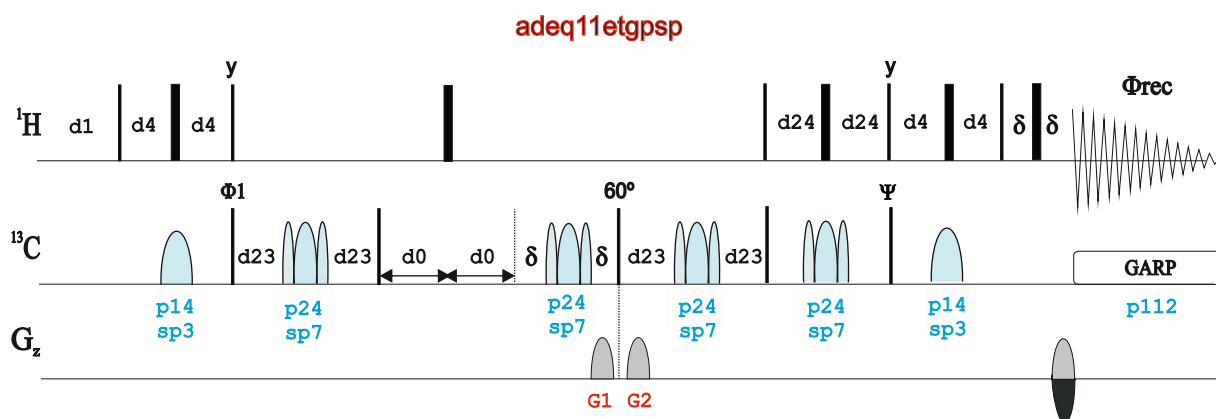 adeq11etgpsp
y y
¹H d1 d4 d4 d24 d24 d4 d4 δ δ Φrec
Φ1 60º Ψ
¹³C d23 d23 d0 d0 δ δ d23 d23 GARP
p14 p24 p24 p24 p24 p14 p112
sp3 sp7 sp7 sp7 sp7 sp3
Gz
G1 G2